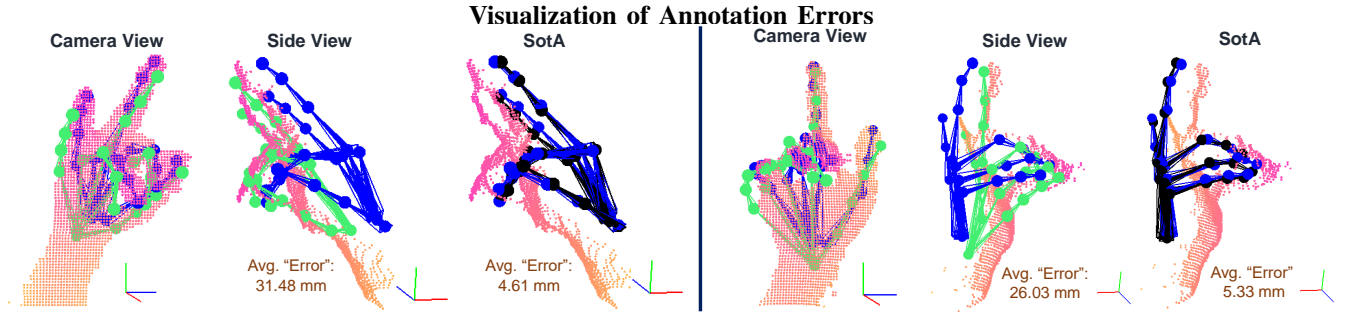 Visualization of Annotation Errors
Camera View
Side View
SotA
Avg. “Error”:
31.48 mm
Avg. “Error”:
4.61 mm
Camera View
Side View
SotA
Avg. “Error”:
26.03 mm
Avg. “Error”
5.33 mm